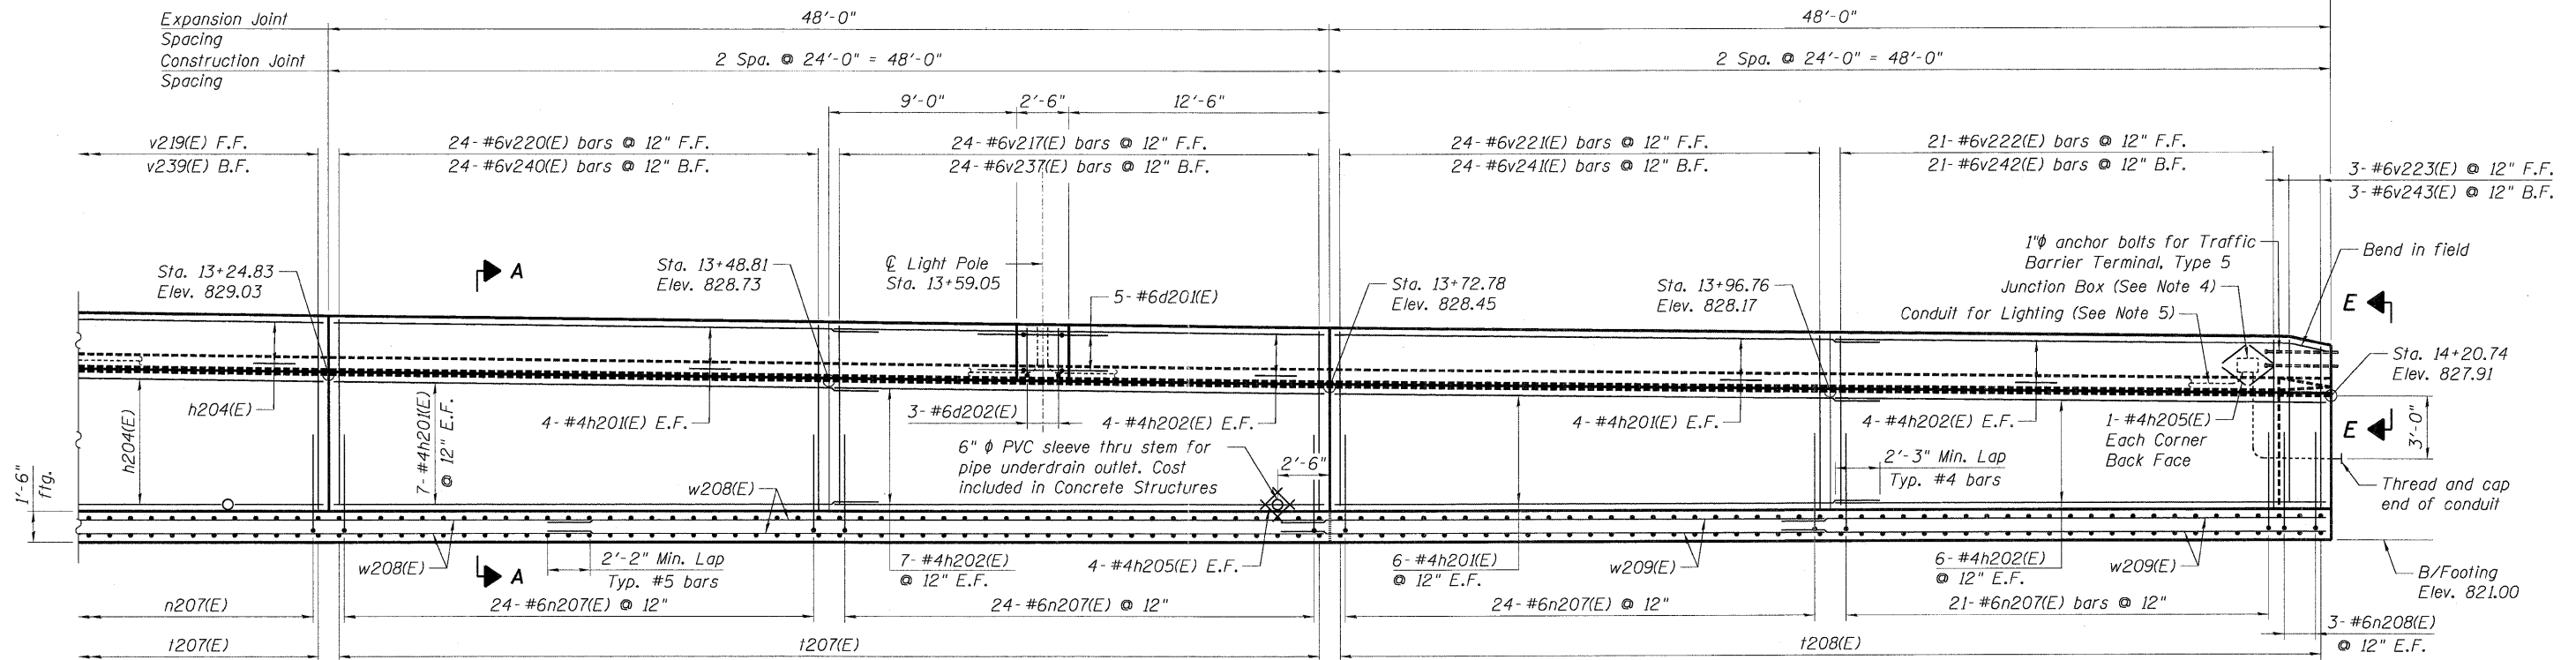 Expansion Joint
Spacing
48'-0"
48'-0"
Construction Joint
Spacing
2 Spa. @ 24'-0" = 48'-0"
2 Spa. @ 24'-0" = 48'-0"
9'-0"
2'-6"
12'-6"
v219(E) F.F.
v239(E) B.F.
24- #6v220(E) bars @ 12" F.F.
24- #6v240(E) bars @ 12" B.F.
24- #6v217(E) bars @ 12" F.F.
24- #6v237(E) bars @ 12" B.F.
24- #6v221(E) bars @ 12" F.F.
24- #6v241(E) bars @ 12" B.F.
21- #6v222(E) bars @ 12" F.F.
21- #6v242(E) bars @ 12" B.F.
3- #6v223(E) @ 12" F.F.
3- #6v243(E) @ 12" B.F.
Sta. 13+24.83
Elev. 829.03
A
Sta. 13+48.81
Elev. 828.73
℄ Light Pole
Sta. 13+59.05
5- #6d201(E)
Sta. 13+72.78
Elev. 828.45
Sta. 13+96.76
Elev. 828.17
1"ϕ anchor bolts for Traffic
Barrier Terminal, Type 5
Junction Box (See Note 4)
Conduit for Lighting (See Note 5)
Bend in field
E
Sta. 14+20.74
Elev. 827.91
h204(E)
h204(E)
7- #4h201(E)
@ 12" E.F.
4- #4h201(E) E.F.
3- #6d202(E)
4- #4h202(E) E.F.
4- #4h201(E) E.F.
4- #4h202(E) E.F.
1- #4h205(E)
Each Corner
Back Face
E
3'-0"
6" ϕ PVC sleeve thru stem for
pipe underdrain outlet. Cost
included in Concrete Structures
2'-6"
2'-3" Min. Lap
Typ. #4 bars
Thread and cap
end of conduit
1'-6"
ftg.
w208(E)
w208(E)
A
2'-2" Min. Lap
Typ. #5 bars
7- #4h202(E)
@ 12" E.F.
4- #4h205(E) E.F.
6- #4h201(E)
@ 12" E.F.
w209(E)
6- #4h202(E)
@ 12" E.F.
w209(E)
B/Footing
Elev. 821.00
n207(E)
24- #6n207(E) @ 12"
24- #6n207(E) @ 12"
24- #6n207(E) @ 12"
21- #6n207(E) bars @ 12"
3- #6n208(E)
@ 12" E.F.
t207(E)
t207(E)
t208(E)